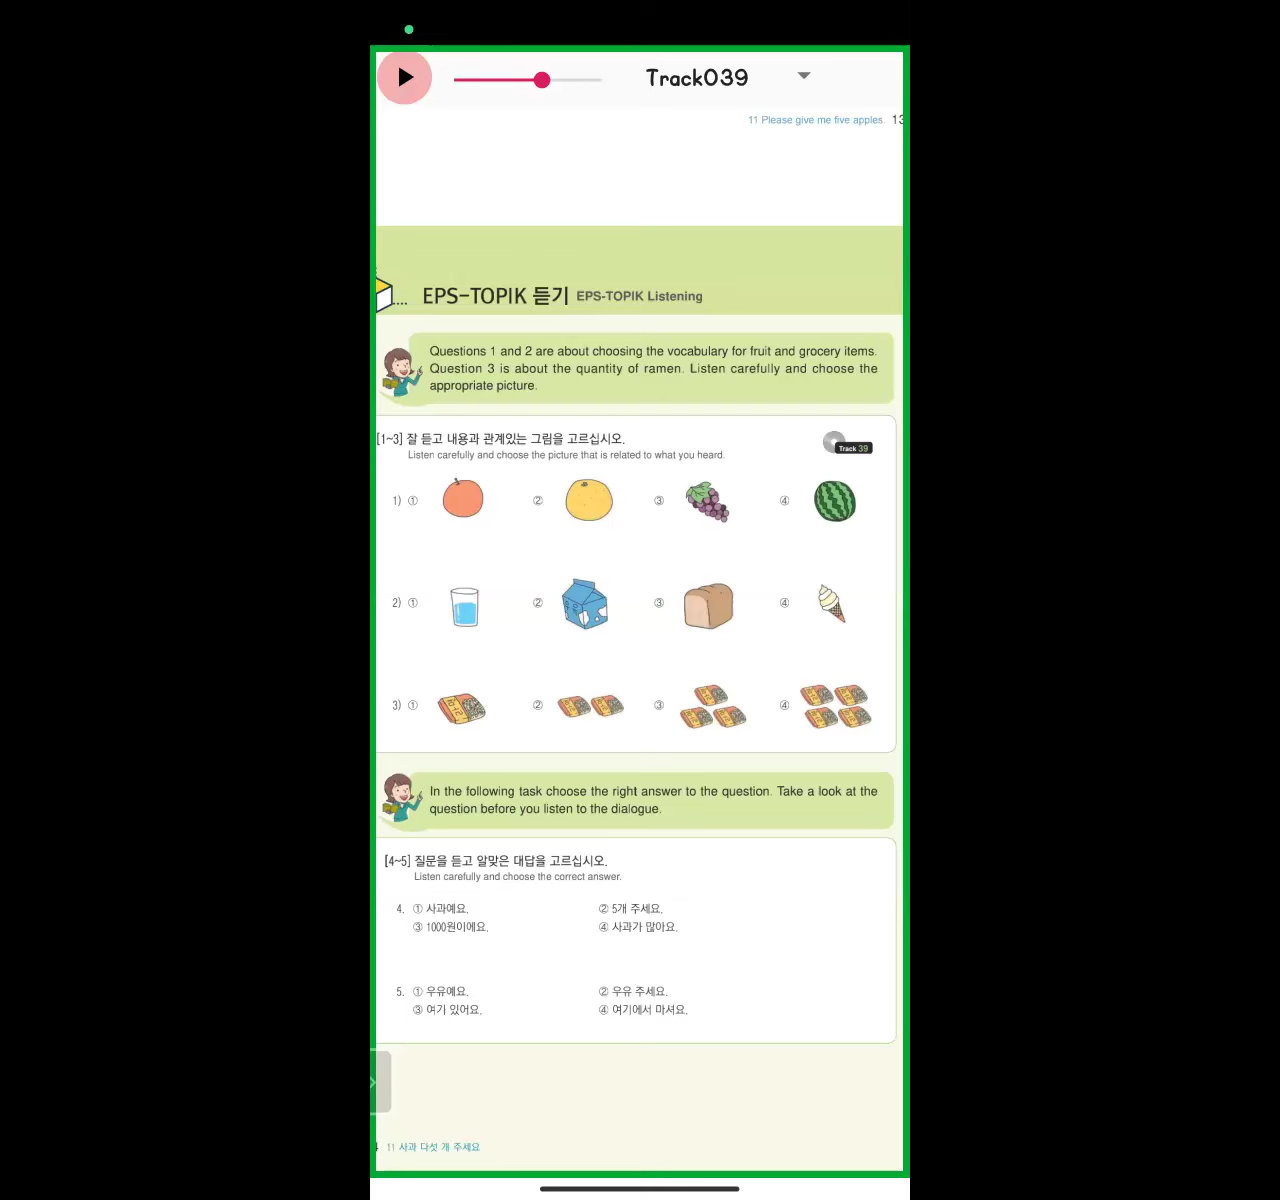 Track039
11 Please give me five apples. 13
EPS-TOPIK 듣기 EPS-TOPIK Listening
Questions 1 and 2 are about choosing the vocabulary for fruit and grocery items.
Question 3 is about the quantity of ramen. Listen carefully and choose the
appropriate picture.
[1~3] 잘 듣고 내용과 관계있는 그림을 고르십시오.
Track 39
Listen carefully and choose the picture that is related to what you heard.
1) ① ② ③ ④
2) ① ② ③ ④
3) ① ② ③ ④
In the following task choose the right answer to the question. Take a look at the
question before you listen to the dialogue.
[4~5] 질문을 듣고 알맞은 대답을 고르십시오.
Listen carefully and choose the correct answer.
4. ① 사과예요. ② 5개 주세요.
③ 1000원이에요. ④ 사과가 많아요.
5. ① 우유예요. ② 우유 주세요.
③ 여기 있어요. ④ 여기에서 마셔요.
11 사과 다섯 개 주세요